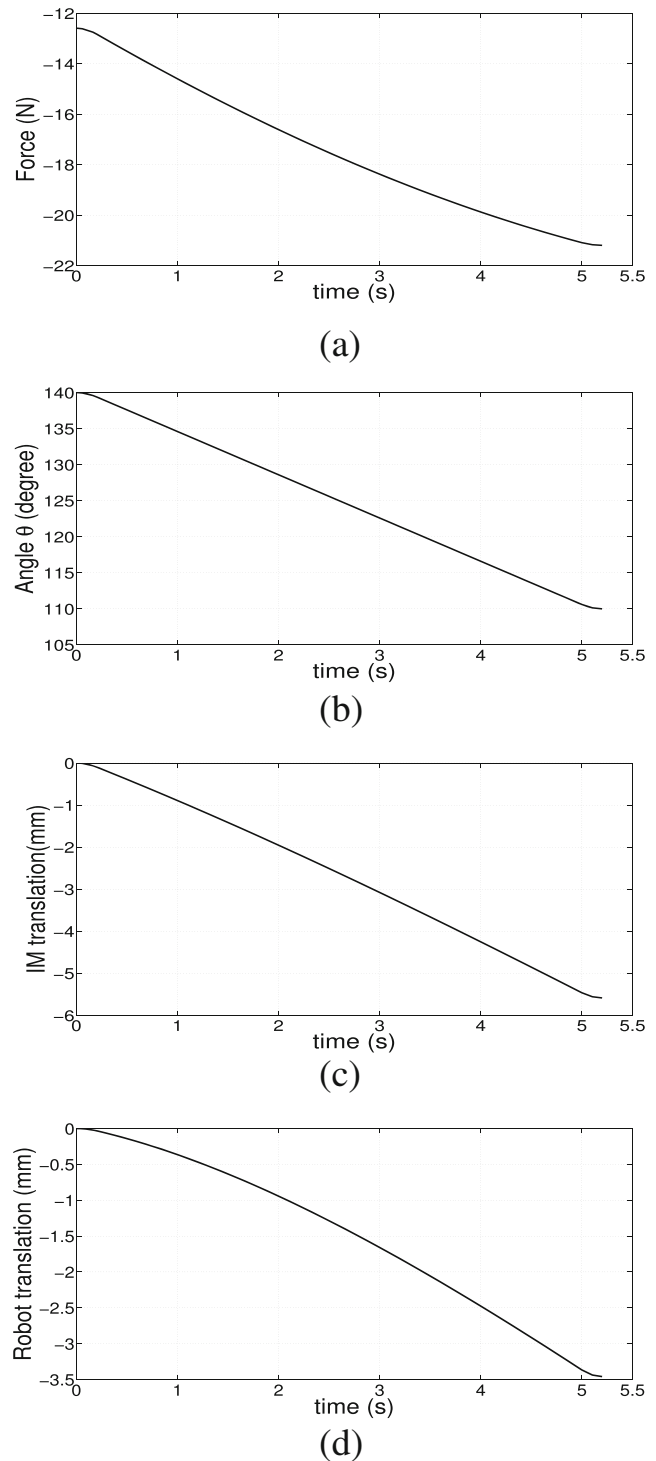 −12
−14
−16
−18
−20
−22
Force (N)
0 1 2 3 4 5 5.5
time (s)
(a)
140
135
130
125
120
115
110
105
Angle θ (degree)
0 1 2 3 4 5 5.5
time (s)
(b)
0
−1
−2
−3
−4
−5
−6
IM translation(mm)
0 1 2 3 4 5 5.5
time (s)
(c)
0
−0.5
−1
−1.5
−2
−2.5
−3
−3.5
Robot translation (mm)
0 1 2 3 4 5 5.5
time (s)
(d)